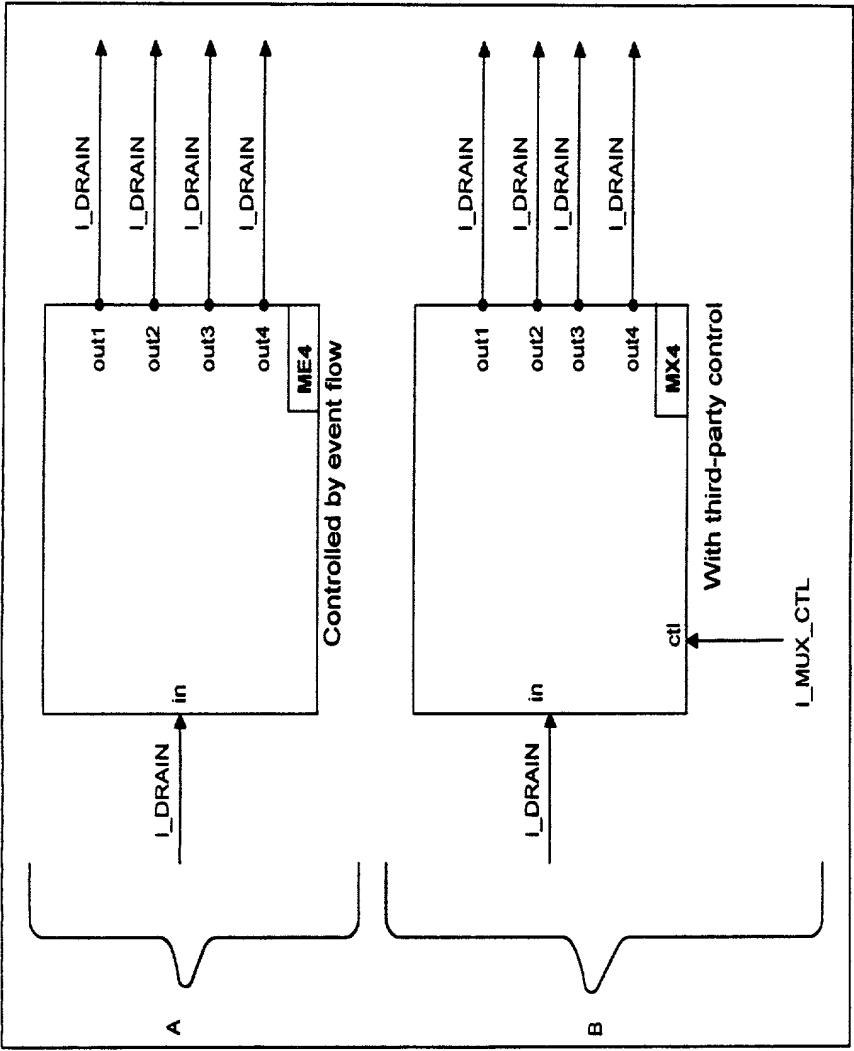 A
I_DRAIN
in
out1
out2
out3
out4
I_DRAIN
I_DRAIN
I_DRAIN
I_DRAIN
ME4
Controlled by event flow
B
I_DRAIN
in
ctl
I_MUX_CTL
out1
out2
out3
out4
I_DRAIN
I_DRAIN
I_DRAIN
I_DRAIN
MX4
With third-party control